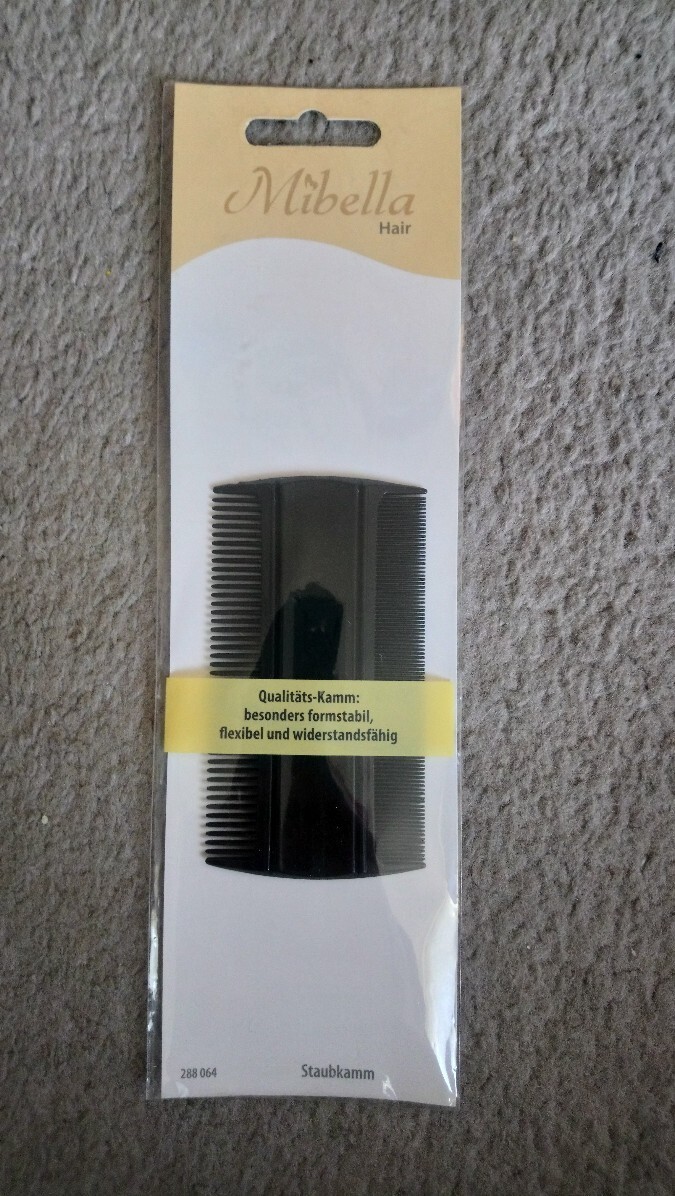 Mibella
Hair
Qualitäts-Kamm:
besonders formstabil,
flexibel und widerstandsfähig
288 064
Staubkamm